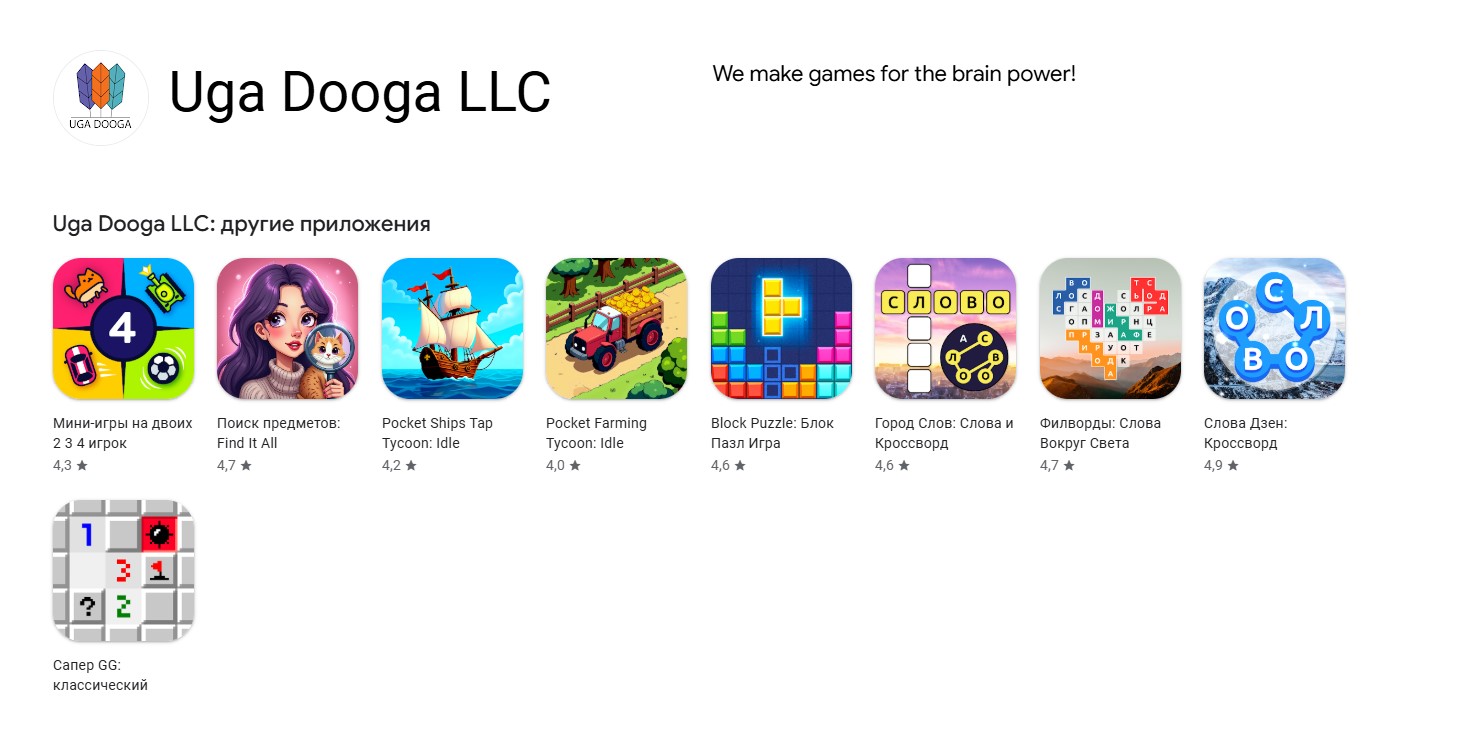 UGA DOOGA
Uga Dooga LLC
We make games for the brain power!
Uga Dooga LLC: другие приложения
4
СЛОВО
А С
Л В
О О
С
О Л
В О
Мини-игры на двоих
2 3 4 игрок
4,3 ★
Поиск предметов:
Find It All
4,7 ★
Pocket Ships Tap
Tycoon: Idle
4,2 ★
Pocket Farming
Tycoon: Idle
4,0 ★
Block Puzzle: Блок
Пазл Игра
4,6 ★
Город Слов: Слова и
Кроссворд
4,6 ★
Филворды: Слова
Вокруг Света
4,7 ★
Слова Дзен:
Кроссворд
4,9 ★
1
3
? 2
Сапер GG:
классический